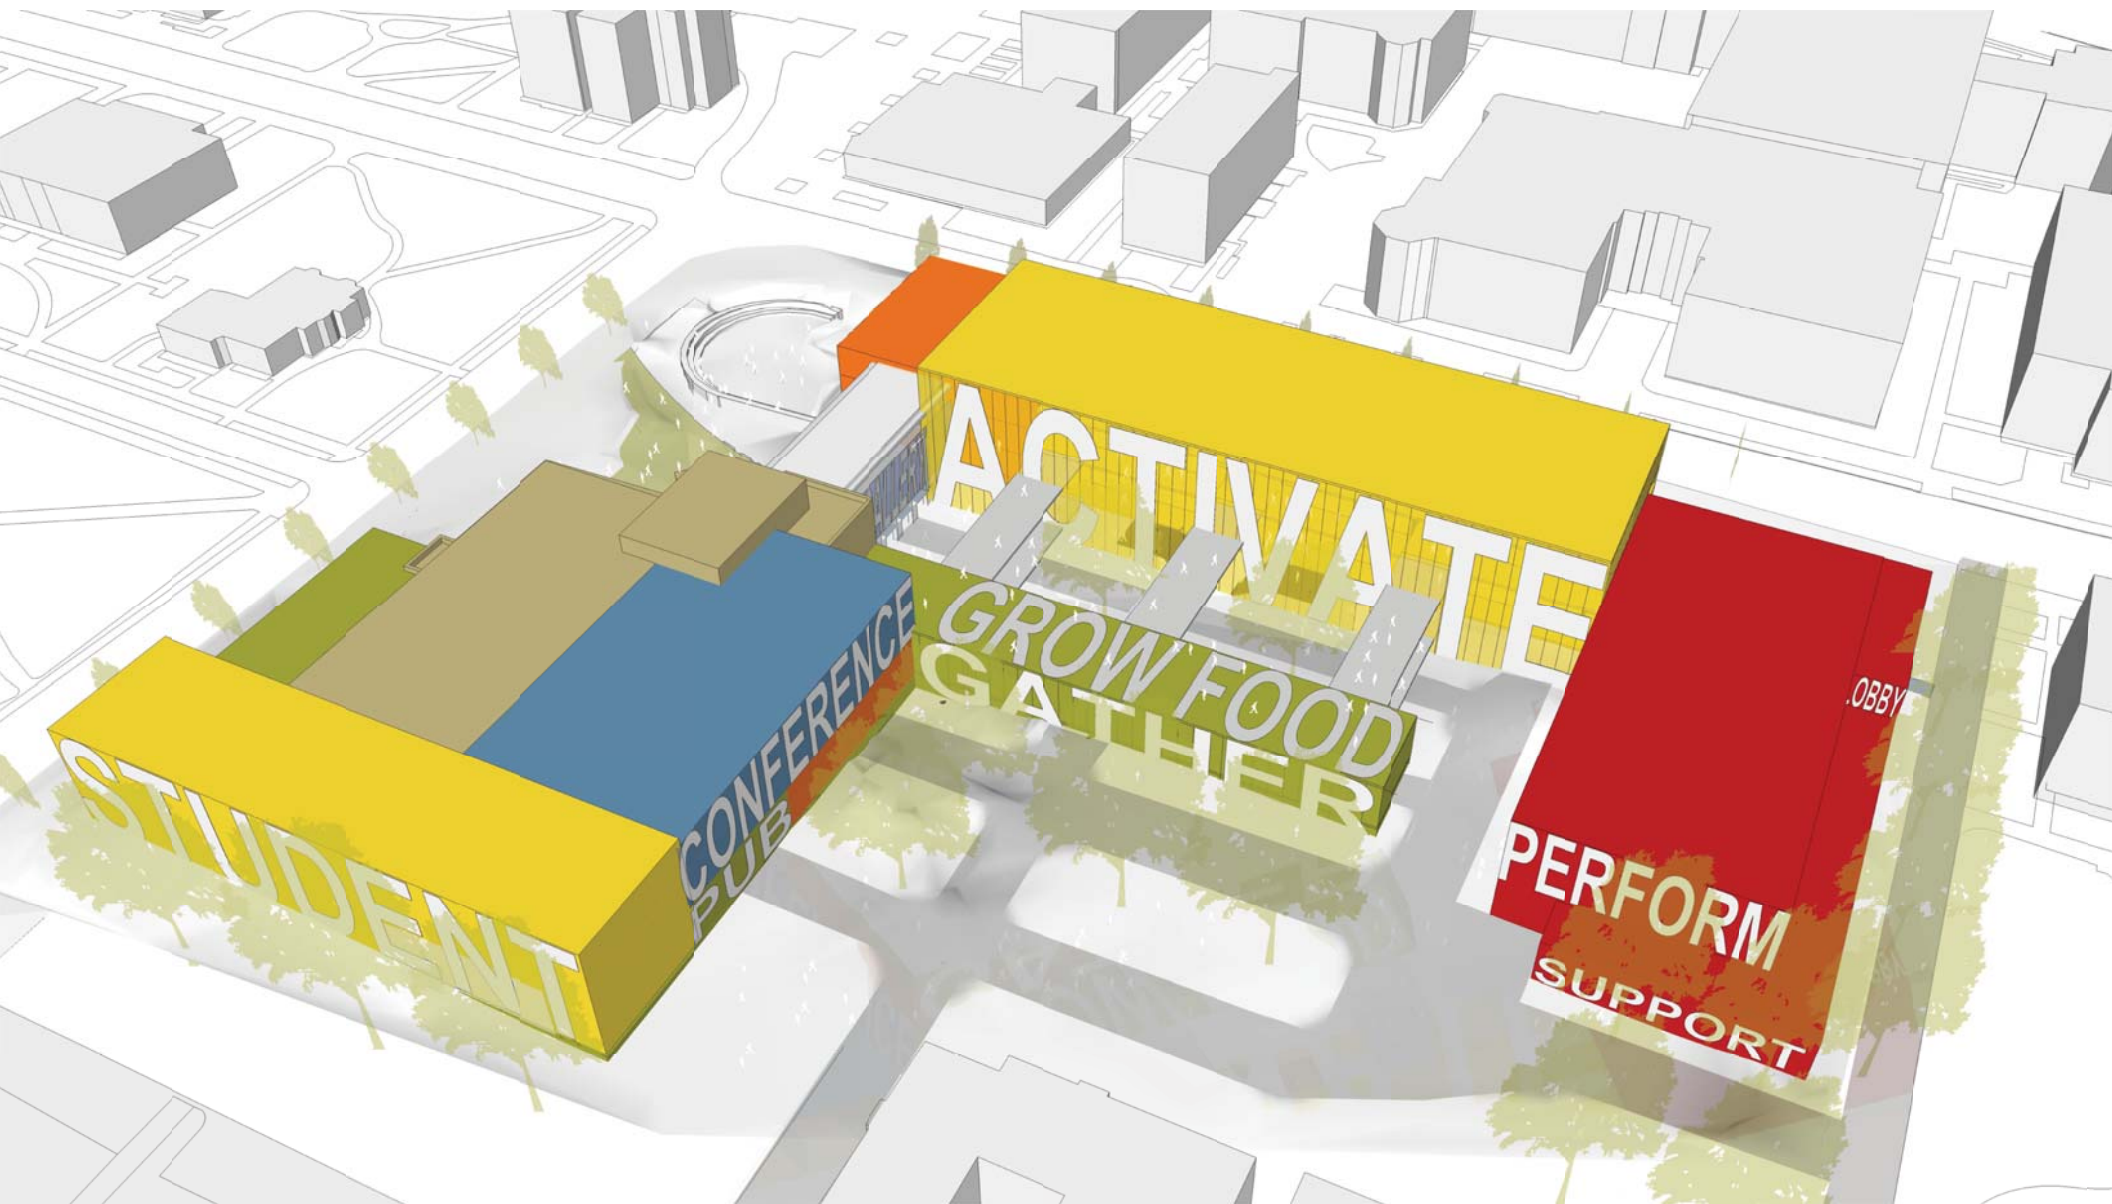 ACTIVATE
GROW FOOD
GATHER
CONFERENCE
PUB
STUDENT
LOBBY
PERFORM
SUPPORT